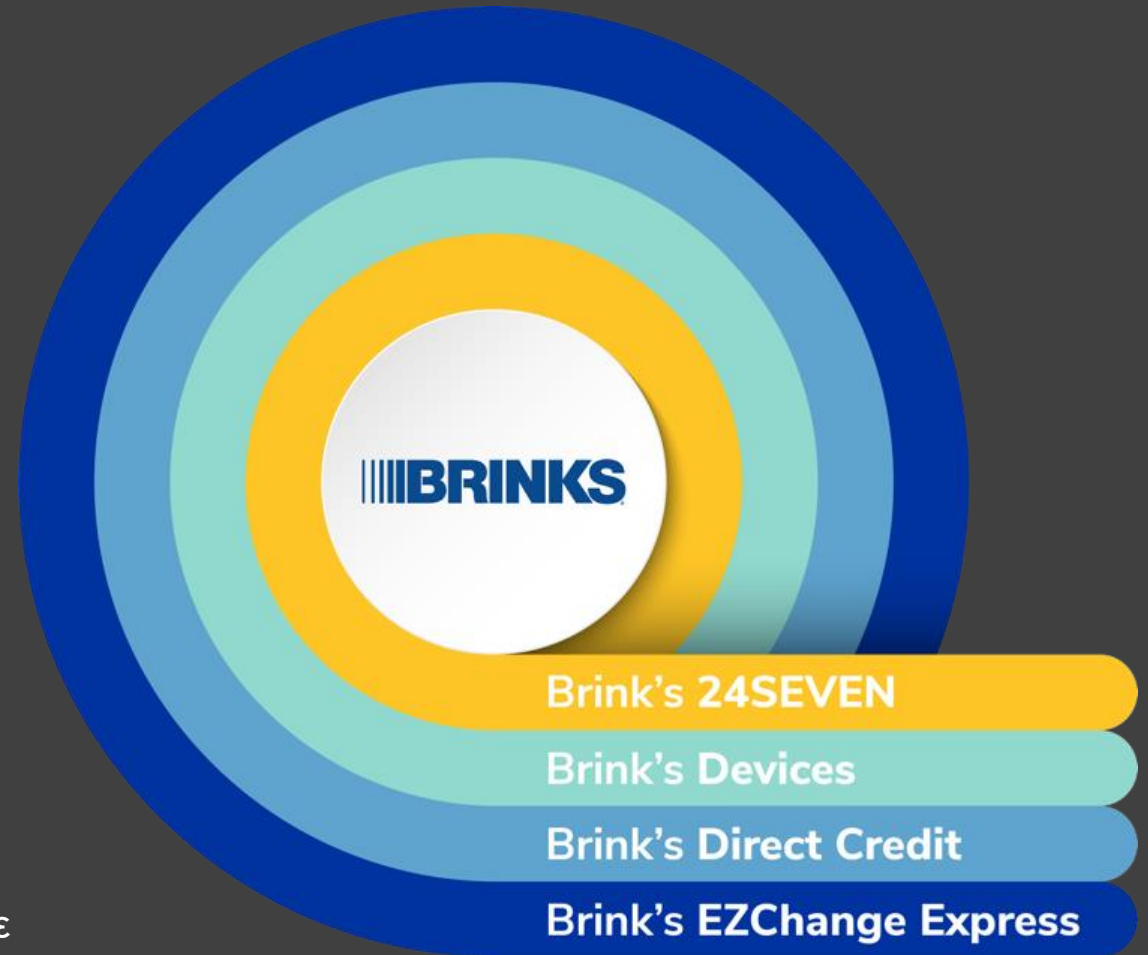 BRINKS
Brink's 24SEVEN
Brink's Devices
Brink's Direct Credit
Brink's EZChange Express
ε